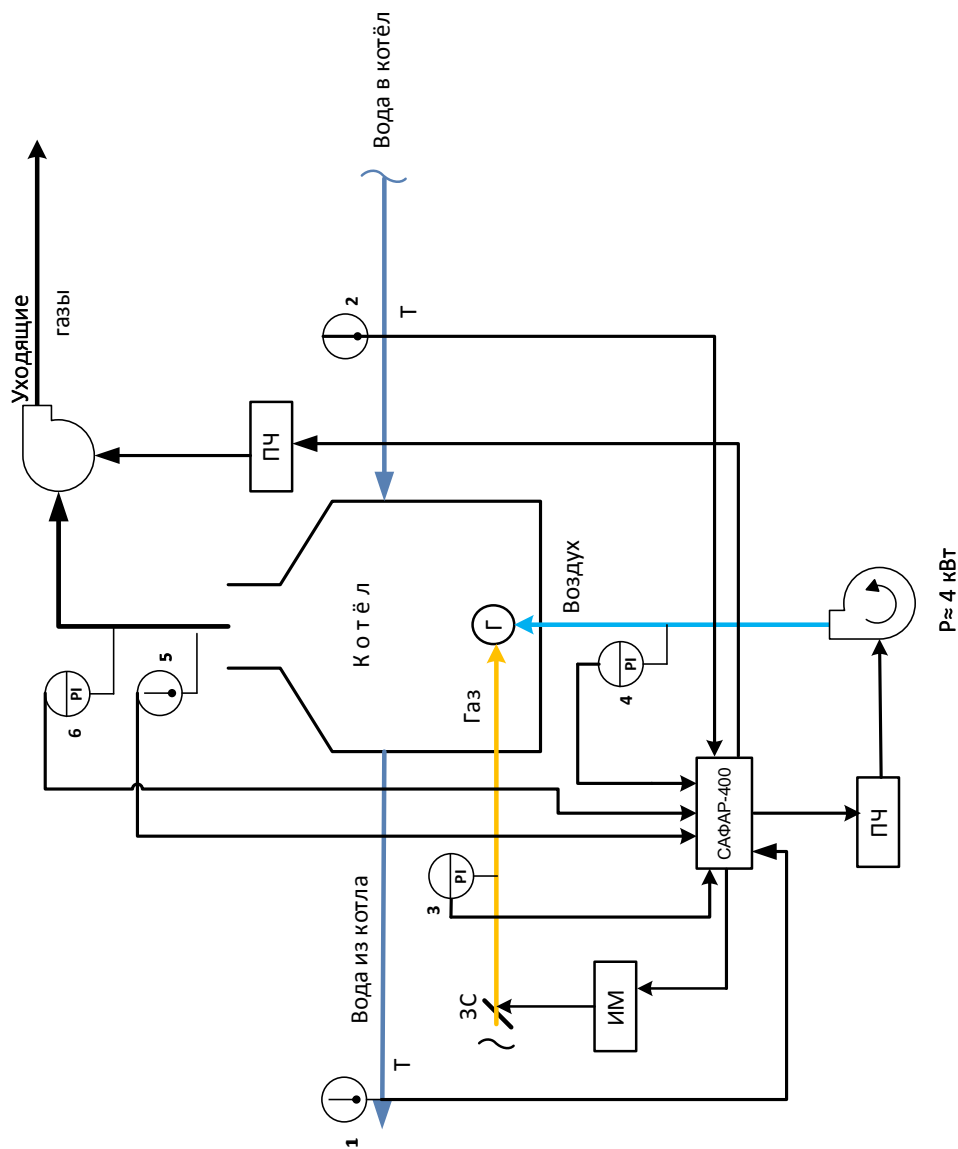 Уходящие
газы
ПЧ
PI
6
5
К о т ё л
Г
Вода в котёл
2
Т
Воздух
PI
4
Газ
Вода из котла
Т
1
PI
3
ЗС
ИМ
САФАР-400
ПЧ
P≈ 4 кВт